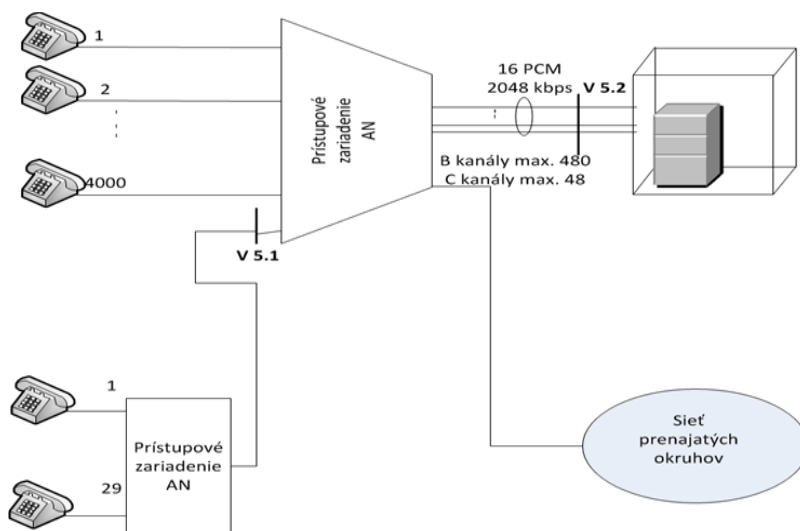 1
2
4000
Prístupové
zariadenie
AN
16 PCM
2048 kbps
V 5.2
B kanály max. 480
C kanály max. 48
V 5.1
1
29
Prístupové
zariadenie
AN
Sieť
prenajatých
okruhov